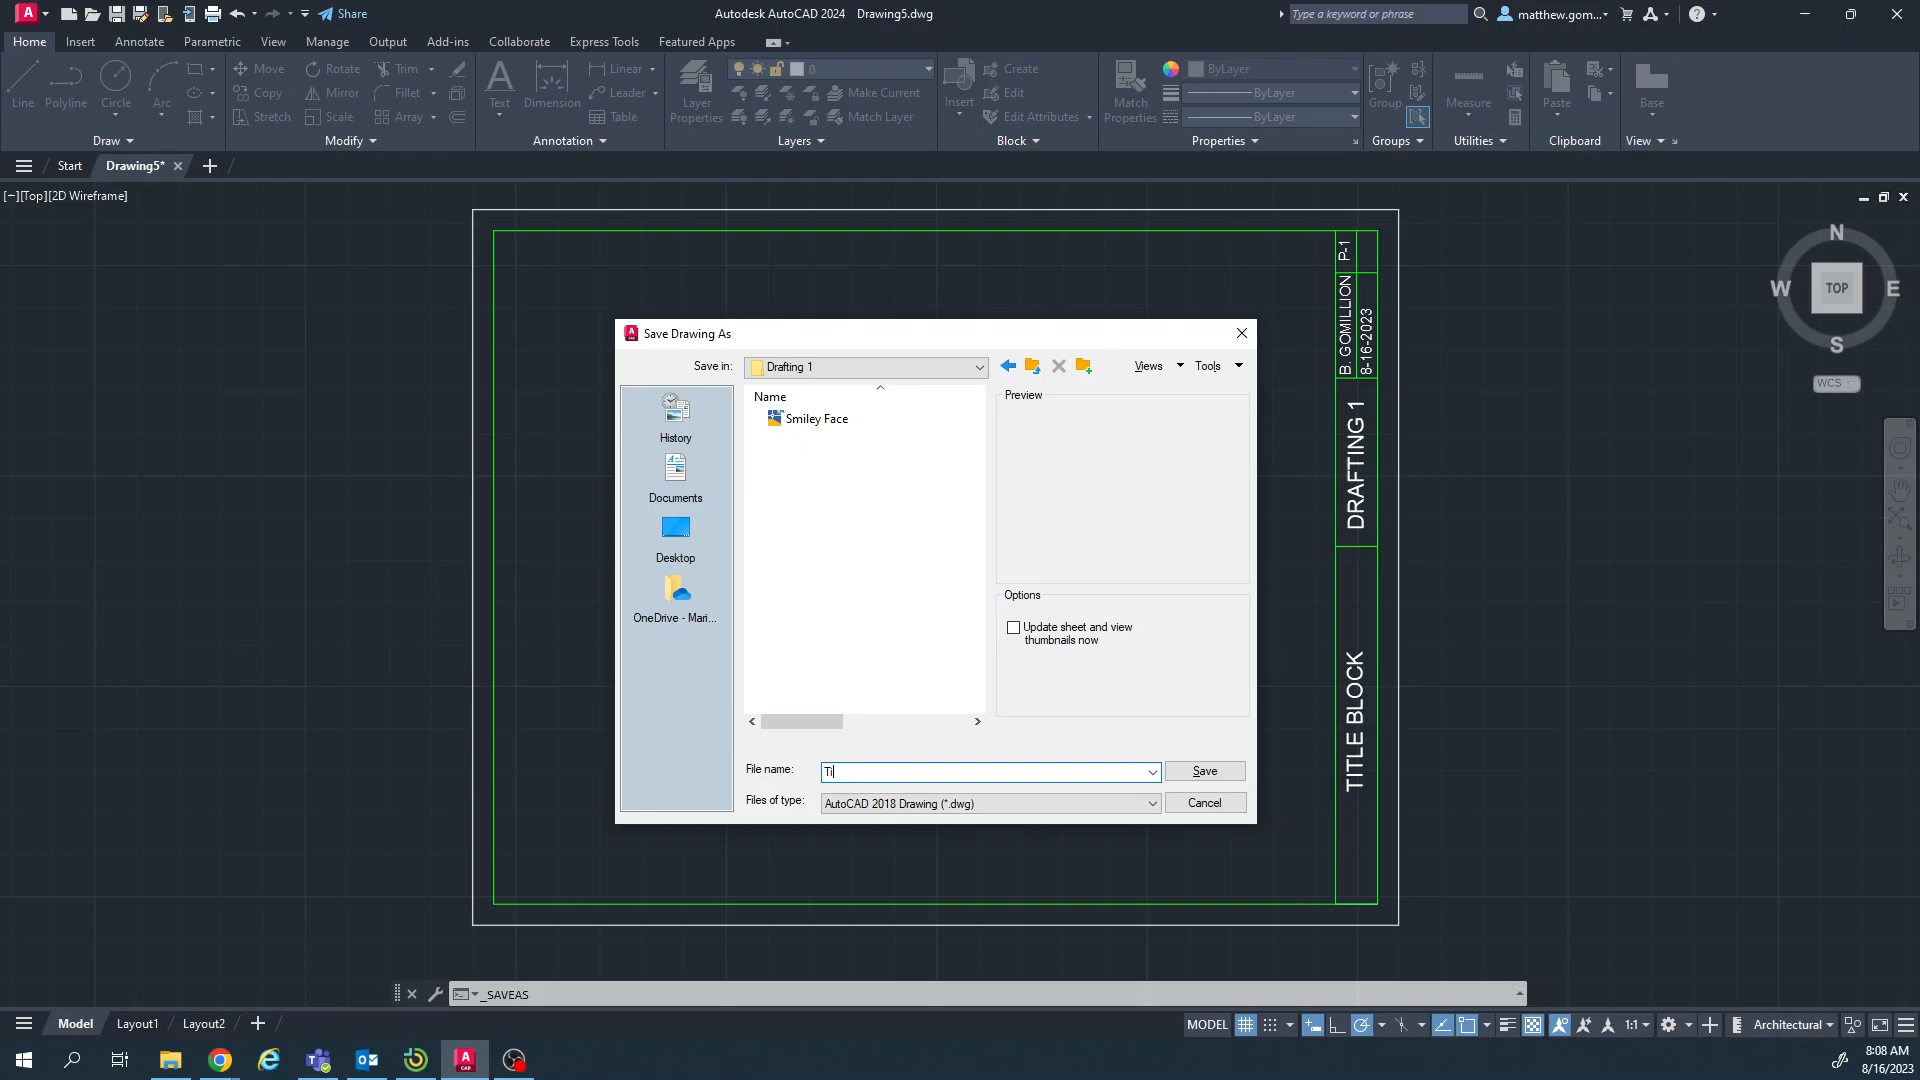 A
Share
Autodesk AutoCAD 2024 Drawing5.dwg
Type a keyword or phrase
matthew.gom...
Home Insert Annotate Parametric View Manage Output Add-ins Collaborate Express Tools Featured Apps
Move Rotate Trim
Copy Mirror Fillet
Stretch Scale Array
Line Polyline Circle Arc
Text Dimension
Linear
Leader
Table
Layer
Properties
0
Make Current
Match Layer
Insert
Create
Edit
Edit Attributes
Match
Properties
ByLayer
ByLayer
ByLayer
Group
Measure
Paste
Base
Draw Modify Annotation Layers Block Properties Groups Utilities Clipboard View
Start Drawing5*
[−][Top][2D Wireframe]
N
W TOP E
S
WCS
P-1
B. GOMILLION
8-16-2023
DRAFTING 1
TITLE BLOCK
Save Drawing As
Save in: Drafting 1
Views Tools
History
Documents
Desktop
OneDrive - Mari...
Name
Smiley Face
Preview
Options
Update sheet and view
thumbnails now
File name: Ti Save
Files of type: AutoCAD 2018 Drawing (*.dwg) Cancel
_SAVEAS
Model Layout1 Layout2
MODEL
1:1
Architectural
8:08 AM
8/16/2023